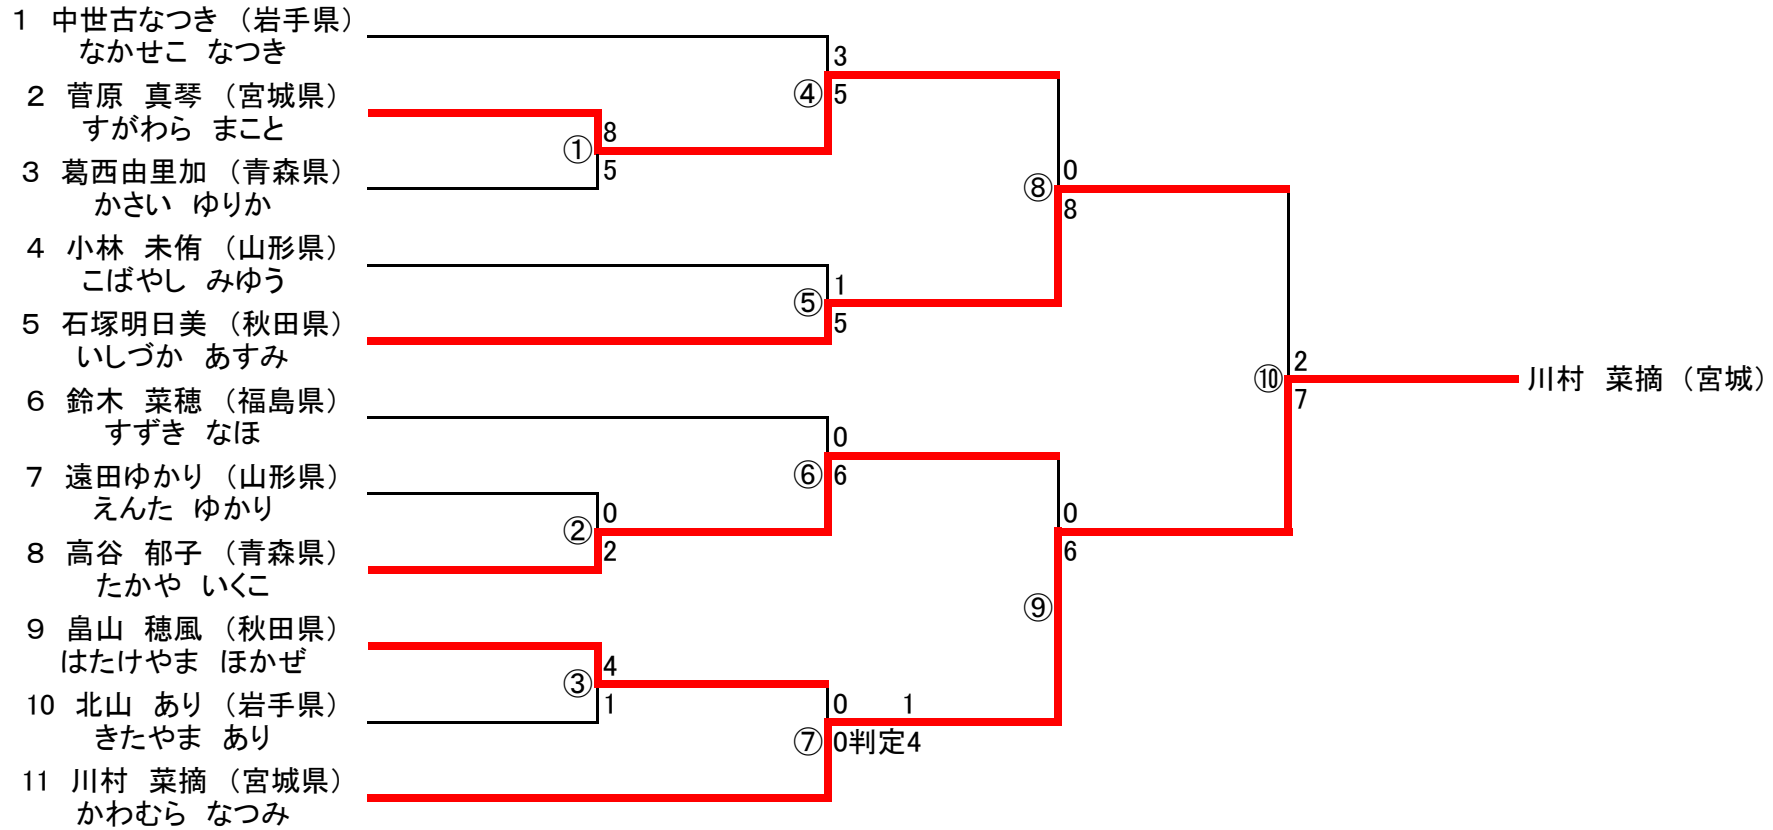 1 中世古なつき （岩手県）
なかせこ なつき
2 菅原 真琴 （宮城県）
すがわら まこと
3 葛西由里加 （青森県）
かさい ゆりか
4 小林 未侑 （山形県）
こばやし みゆう
5 石塚明日美 （秋田県）
いしづか あすみ
6 鈴木 菜穂 （福島県）
すずき なほ
7 遠田ゆかり （山形県）
えんた ゆかり
8 高谷 郁子 （青森県）
たかや いくこ
9 畠山 穂風 （秋田県）
はたけやま ほかぜ
10 北山 あり （岩手県）
きたやま あり
11 川村 菜摘 （宮城県）
かわむら なつみ
8
①
5
0
②
2
4
③
1
3
④
5
1
⑤
5
0
⑥
6
0 1
⑦
0判定4
0
⑧
8
0
6
⑨
2
⑩
7
川村 菜摘 （宮城）